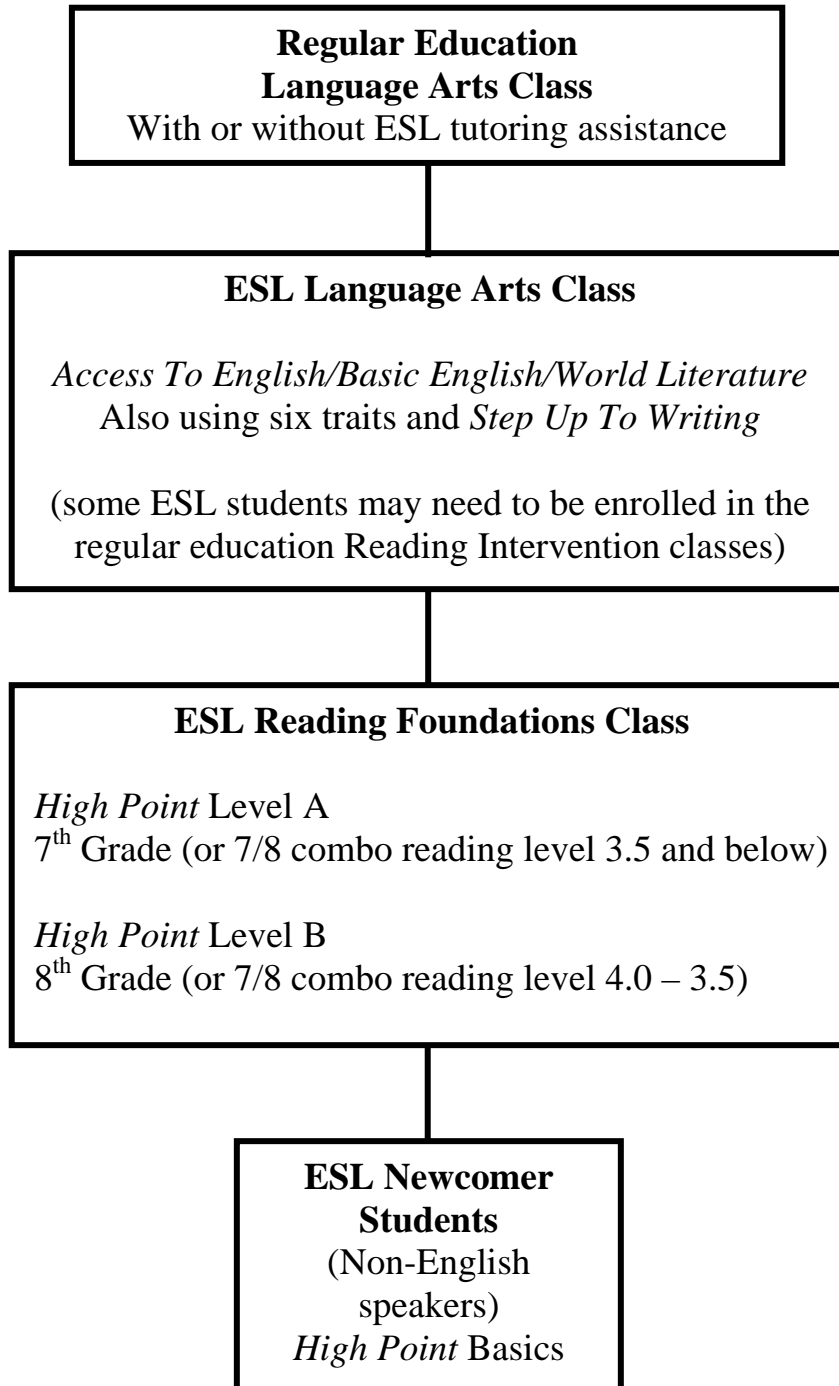 Regular Education
Language Arts Class
With or without ESL tutoring assistance
ESL Language Arts Class
Access To English/Basic English/World Literature
Also using six traits and Step Up To Writing
(some ESL students may need to be enrolled in the
regular education Reading Intervention classes)
ESL Reading Foundations Class
High Point Level A
7th Grade (or 7/8 combo reading level 3.5 and below)
High Point Level B
8th Grade (or 7/8 combo reading level 4.0 – 3.5)
ESL Newcomer
Students
(Non-English
speakers)
High Point Basics